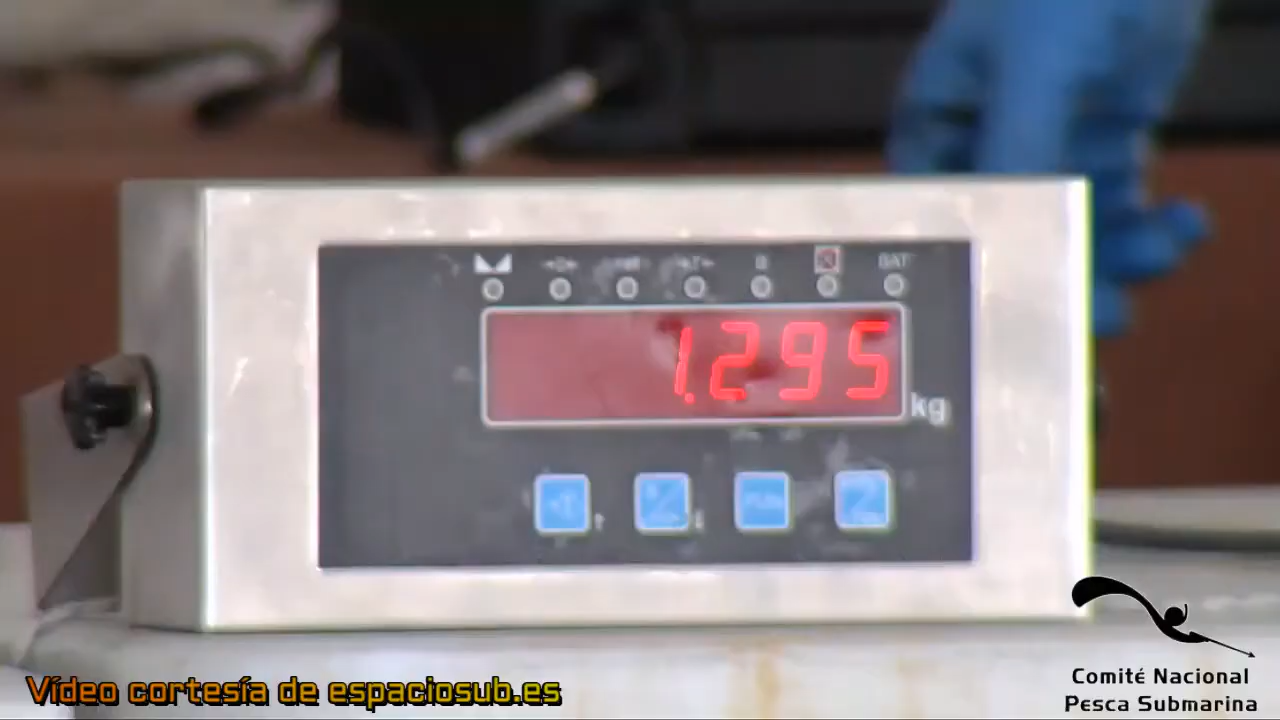 BAT
1.295
kg
Vídeo cortesía de espaciosub.es
Comité Nacional
Pesca Submarina